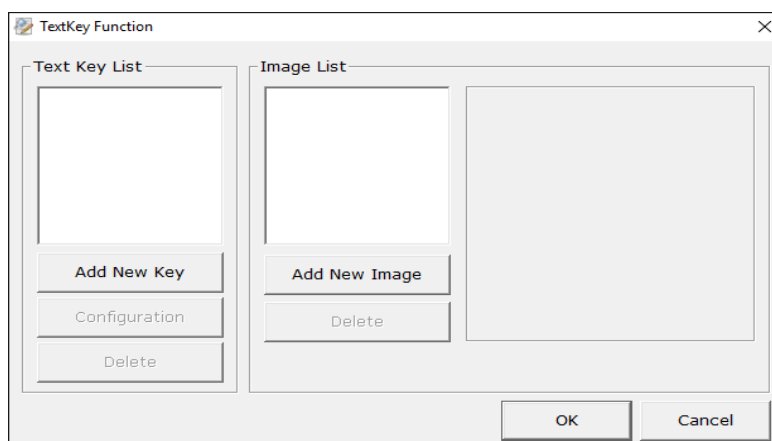 TextKey Function
Text Key List
Add New Key
Configuration
Delete
Image List
Add New Image
Delete
OK
Cancel